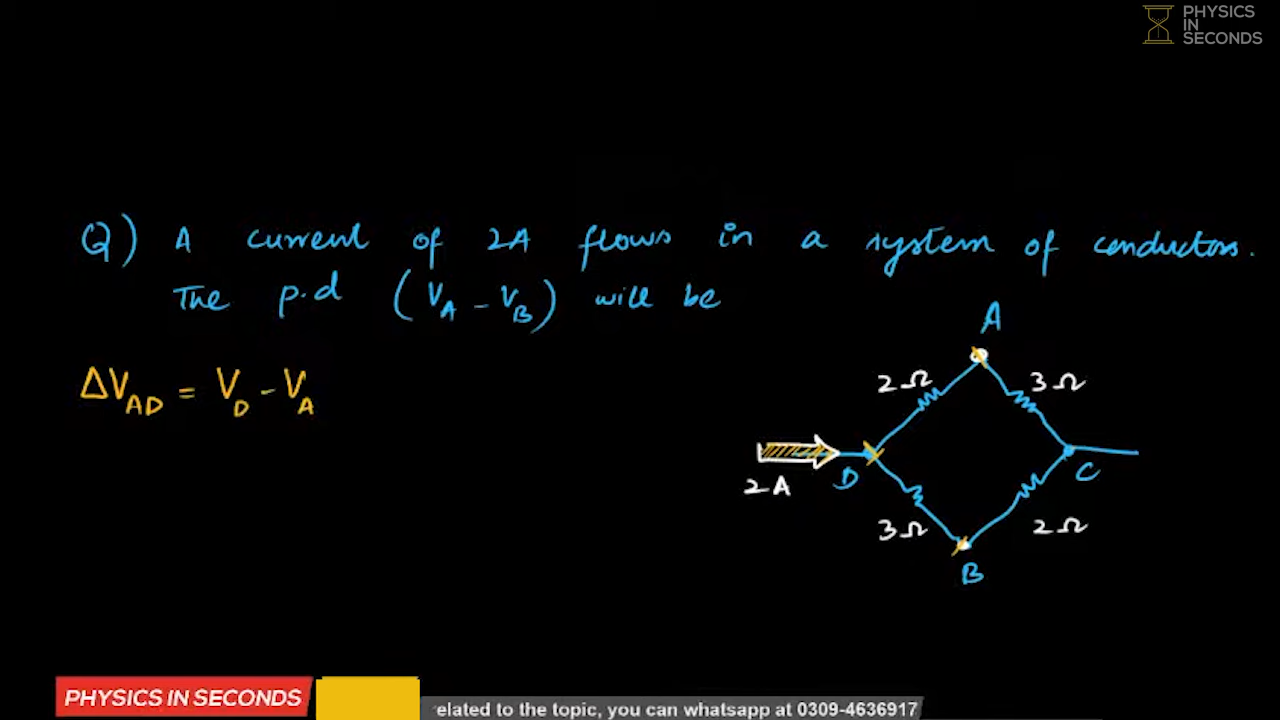 PHYSICS
IN
SECONDS
Q) A current of 2A flows in a system of conductors.
The p.d (VA - VB) will be
A
ΔVAD = VD - VA
2Ω 3Ω
2A D C
3Ω 2Ω
B
PHYSICS IN SECONDS
elated to the topic, you can whatsapp at 0309-4636917